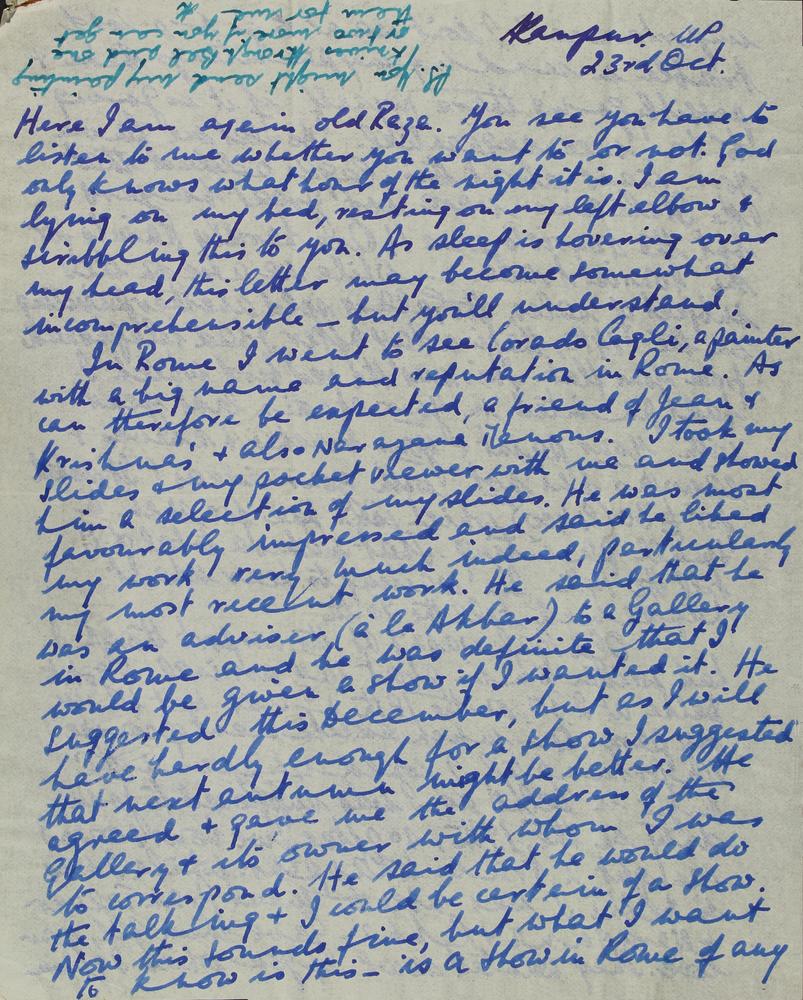 Kanpur. UP
23rd Oct.
Here I am again old Raza. You see you have to
listen to me whether you want to or not. God
only knows what hour of the night it is. I am
lying on my bed, resting on my left elbow &
scribbling this to you. As sleep is hovering over
my head, this letter may become somewhat
incomprehensible – but you'll understand.
In Rome I went to see Corado Cagli, a painter
with a big name and reputation in Rome. As
can therefore be expected, a friend of Jean &
Krishna's & also Narayana Menons. I took my
slides & my pocket viewer with me and showed
him a selection of my slides. He was most
favourably impressed and said he liked
my work very much indeed, particularly
my most recent work. He said that he
was an adviser (à la Akbar) to a Gallery
in Rome and he was definite that I
would be given a show if I wanted it. He
suggested this December, but as I will
have hardly enough for a show I suggested
that next autumn might be better. He
agreed & gave me the address of the
Gallery & its owner with whom I was
to correspond. He said that he would do
the talking & I could be certain of a show.
Now this sounds fine, but what I want
to know is this – is a show in Rome of any
P.S. You might send my painting
knives through Bal and one
or two more if you can get
them for me